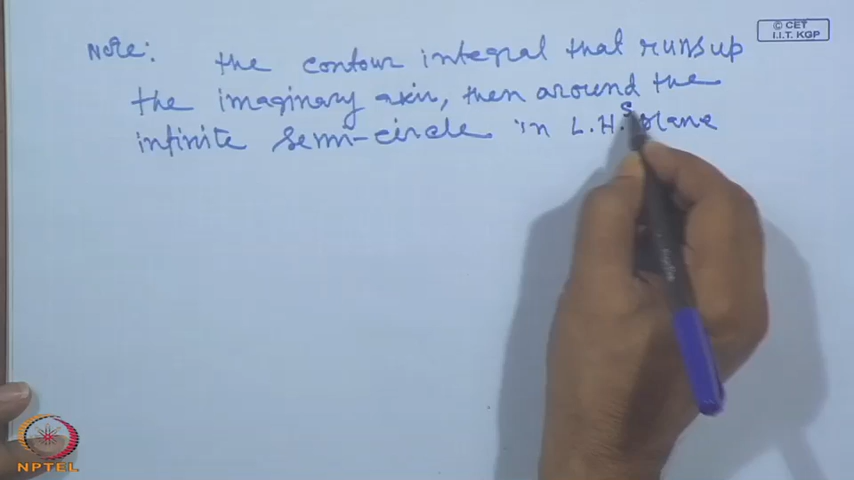 © CET
I.I.T. KGP
Note: the contour integral that runs up
the imaginary axis, then around the
infinite semi-circle in L.H.S plane
NPTEL